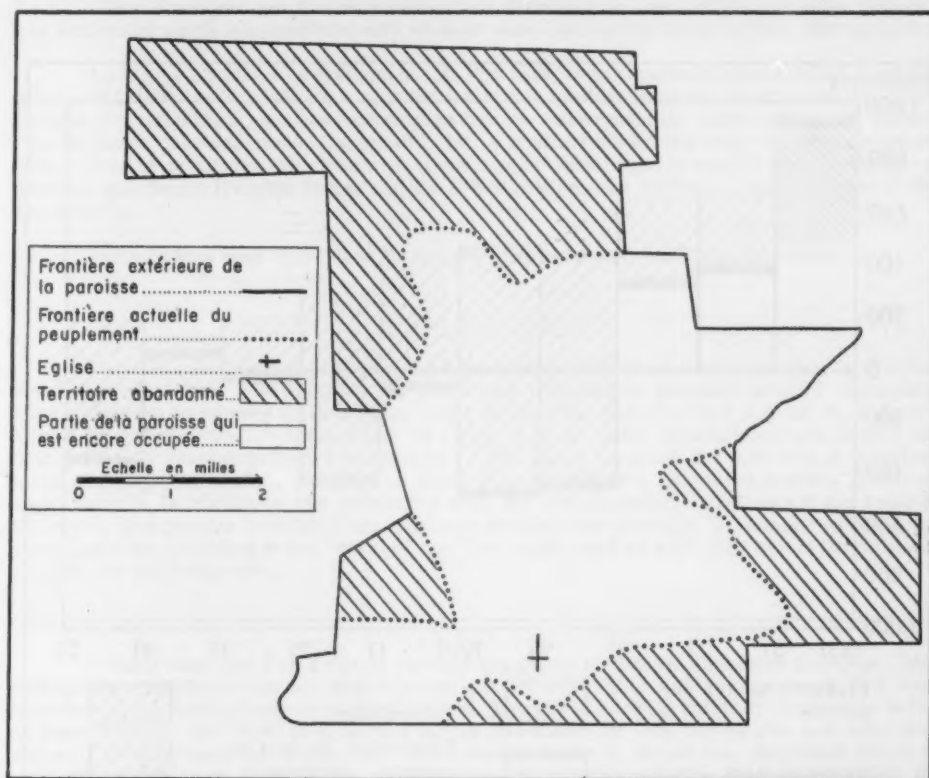 Frontière extérieure de
la paroisse
Frontière actuelle du
peuplement
Eglise
Territoire abandonné
Partie de la paroisse qui
est encore occupée
Echelle en milles
0 1 2